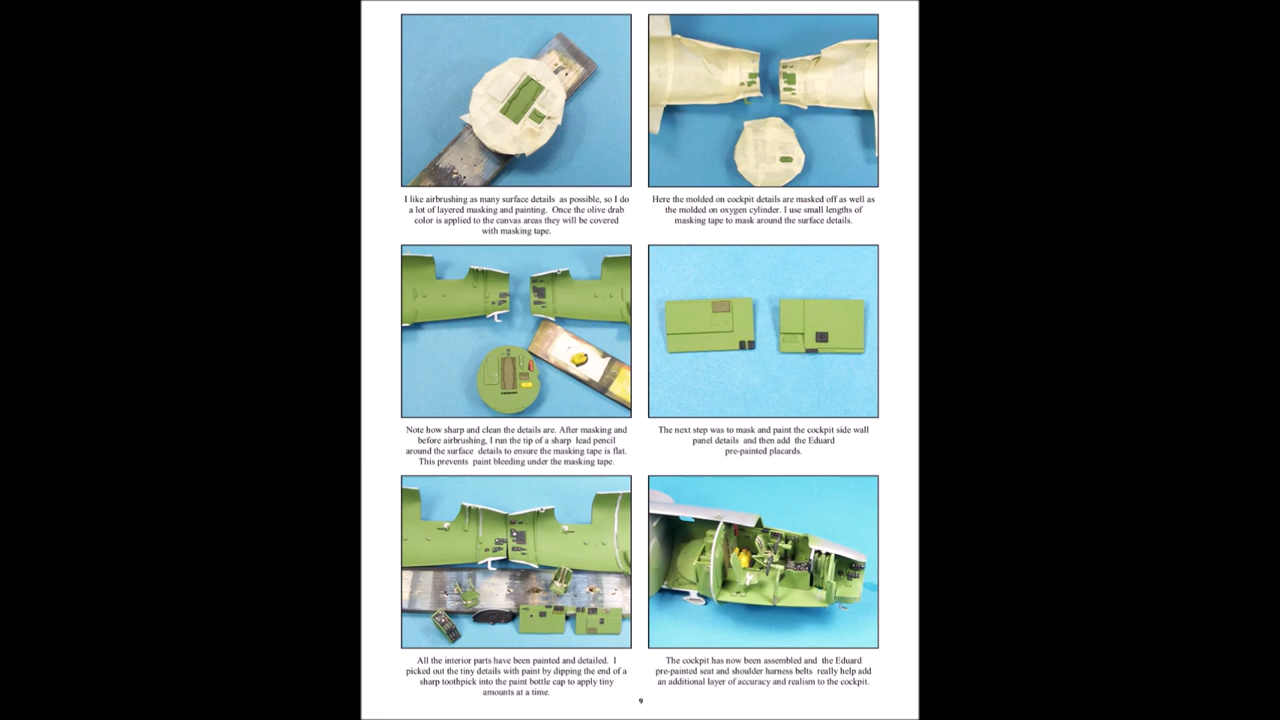 I like airbrushing as many surface details as possible, so I do
a lot of layered masking and painting. Once the olive drab
color is applied to the canvas areas they will be covered
with masking tape.
Here the molded on cockpit details are masked off as well as
the molded on oxygen cylinder. I use small lengths of
masking tape to mask around the surface details.
Note how sharp and clean the details are. After masking and
before airbrushing, I run the tip of a sharp lead pencil
around the surface details to ensure the masking tape is flat.
This prevents paint bleeding under the masking tape.
The next step was to mask and paint the cockpit side wall
panel details and then add the Eduard
pre-painted placards.
All the interior parts have been painted and detailed. I
picked out the tiny details with paint by dipping the end of a
sharp toothpick into the paint bottle cap to apply tiny
amounts at a time.
The cockpit has now been assembled and the Eduard
pre-painted seat and shoulder harness belts really help add
an additional layer of accuracy and realism to the cockpit.
9